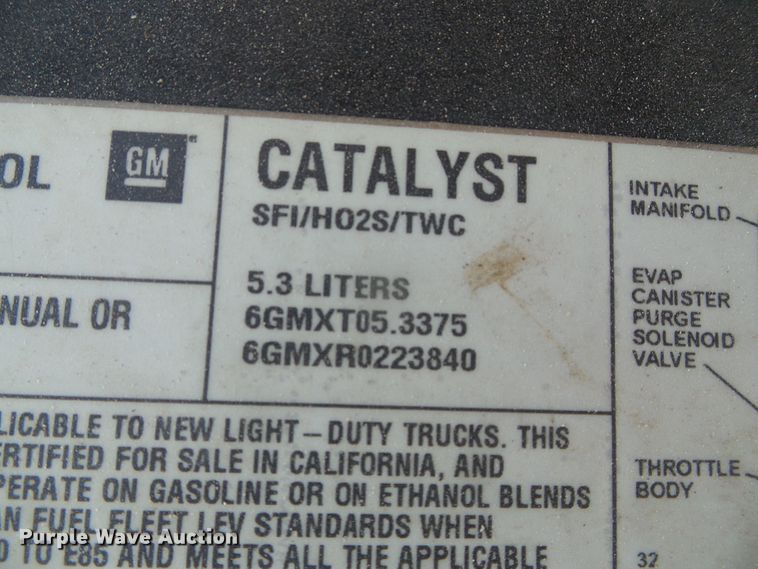 OL
GM
CATALYST
SFI/HO2S/TWC
5.3 LITERS
6GMXT05.3375
6GMXR0223840
NUAL OR
LICABLE TO NEW LIGHT-DUTY TRUCKS. THIS
ERTIFIED FOR SALE IN CALIFORNIA, AND
PERATE ON GASOLINE OR ON ETHANOL BLENDS
AN FUEL FLEET LEV STANDARDS WHEN
D TO E85 AND MEETS ALL THE APPLICABLE
INTAKE
MANIFOLD
EVAP
CANISTER
PURGE
SOLENOID
VALVE
THROTTLE
BODY
32
Purple Wave Auction